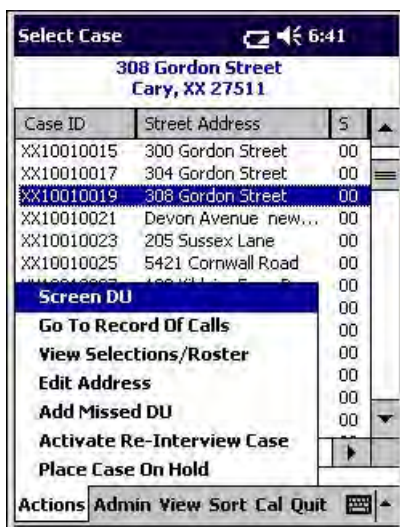 Select Case 6:41
308 Gordon Street
Cary, XX 27511
Case ID Street Address S
XX10010015 300 Gordon Street 00
XX10010017 304 Gordon Street 00
XX10010019 308 Gordon Street 00
XX10010021 Devon Avenue new... 00
XX10010023 205 Sussex Lane 00
XX10010025 5421 Cornwall Road 00
00
Screen DU 00
Go To Record Of Calls 00
View Selections/Roster 00
Edit Address 00
Add Missed DU 00
Activate Re-Interview Case
Place Case On Hold
Actions Admin View Sort Cal Quit